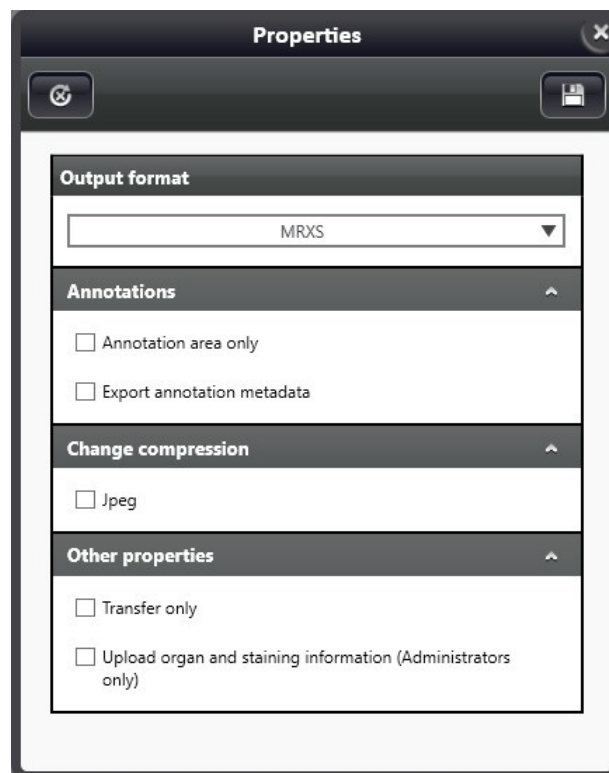 Properties
Output format
MRXS
Annotations
Annotation area only
Export annotation metadata
Change compression
Jpeg
Other properties
Transfer only
Upload organ and staining information (Administrators
only)